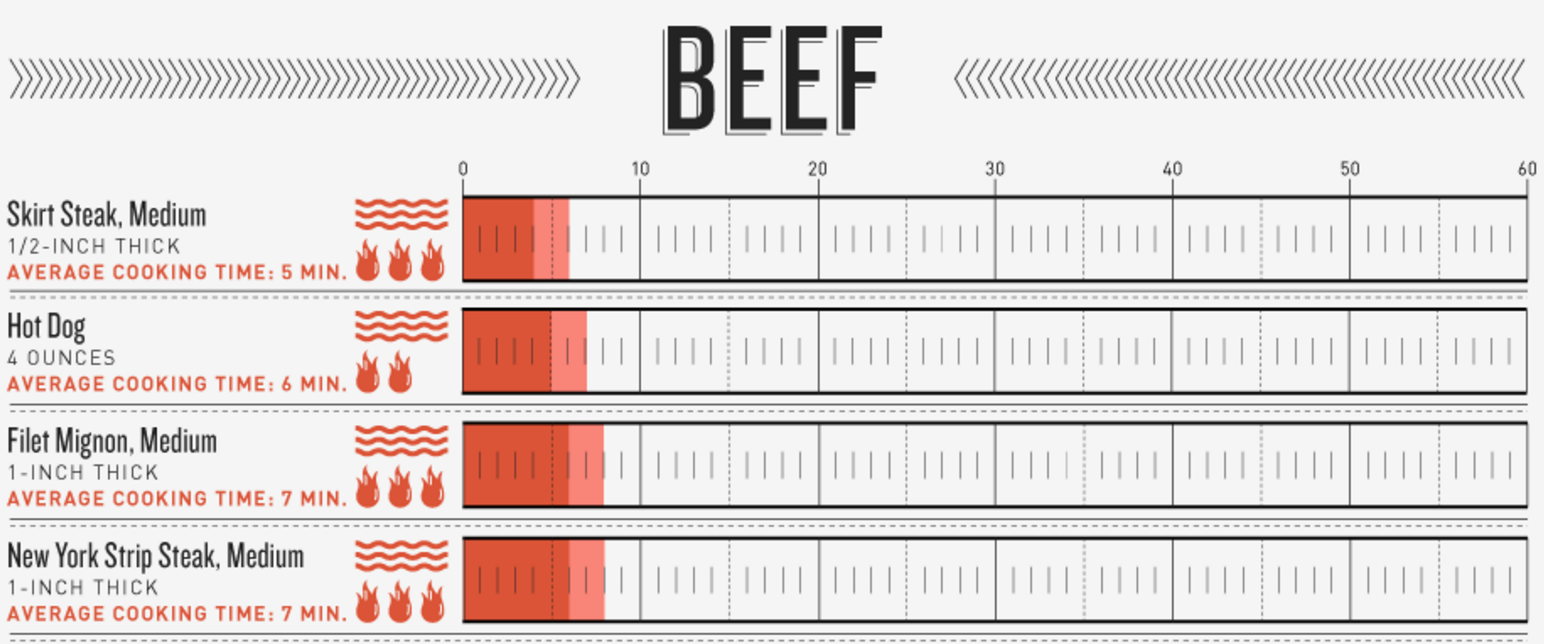 BEEF
0 10 20 30 40 50 60
Skirt Steak, Medium
1/2-INCH THICK
AVERAGE COOKING TIME: 5 MIN.
Hot Dog
4 OUNCES
AVERAGE COOKING TIME: 6 MIN.
Filet Mignon, Medium
1-INCH THICK
AVERAGE COOKING TIME: 7 MIN.
New York Strip Steak, Medium
1-INCH THICK
AVERAGE COOKING TIME: 7 MIN.